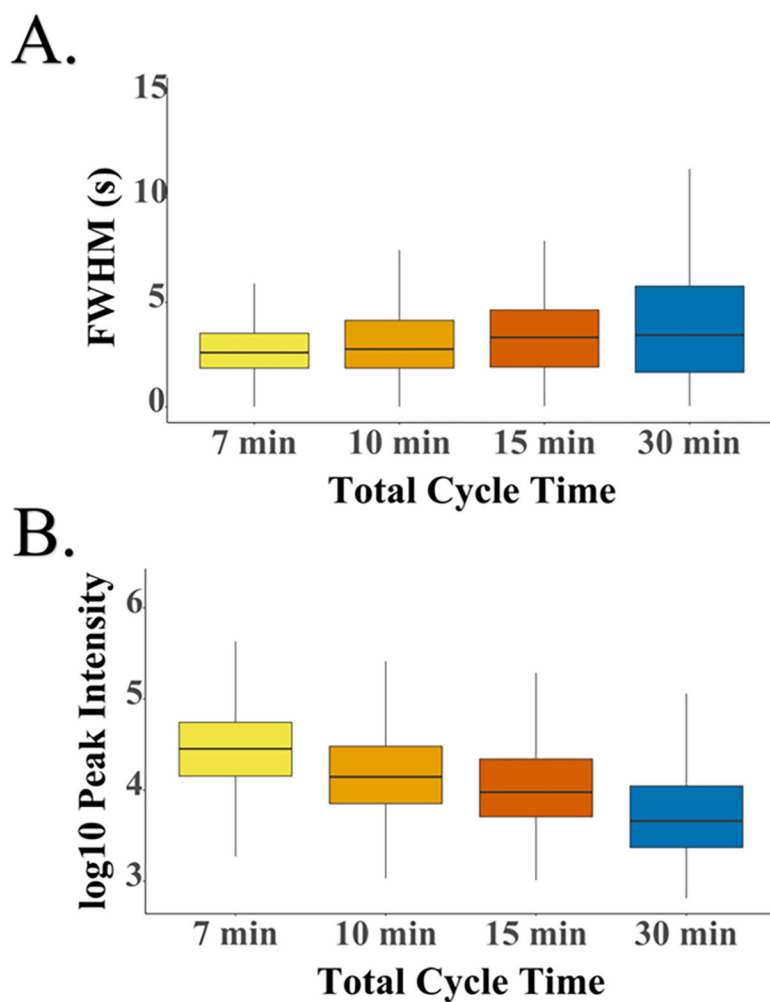 A.
FWHM (s)
15
10
5
0
7 min 10 min 15 min 30 min
Total Cycle Time
B.
log10 Peak Intensity
6
5
4
3
7 min 10 min 15 min 30 min
Total Cycle Time